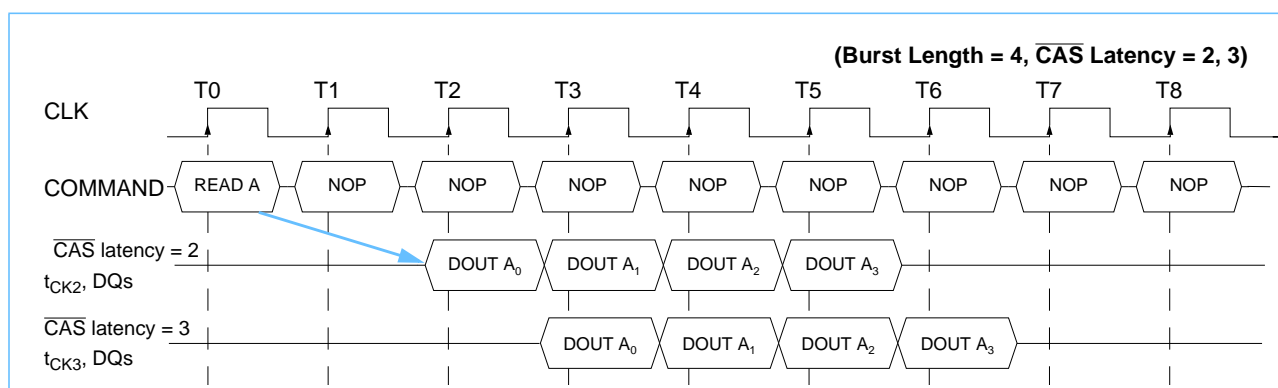 (Burst Length = 4, CAS Latency = 2, 3)
T0 T1 T2 T3 T4 T5 T6 T7 T8
CLK
COMMAND READ A NOP NOP NOP NOP NOP NOP NOP NOP
CAS latency = 2
tCK2, DQs
DOUT A0 DOUT A1 DOUT A2 DOUT A3
CAS latency = 3
tCK3, DQs
DOUT A0 DOUT A1 DOUT A2 DOUT A3